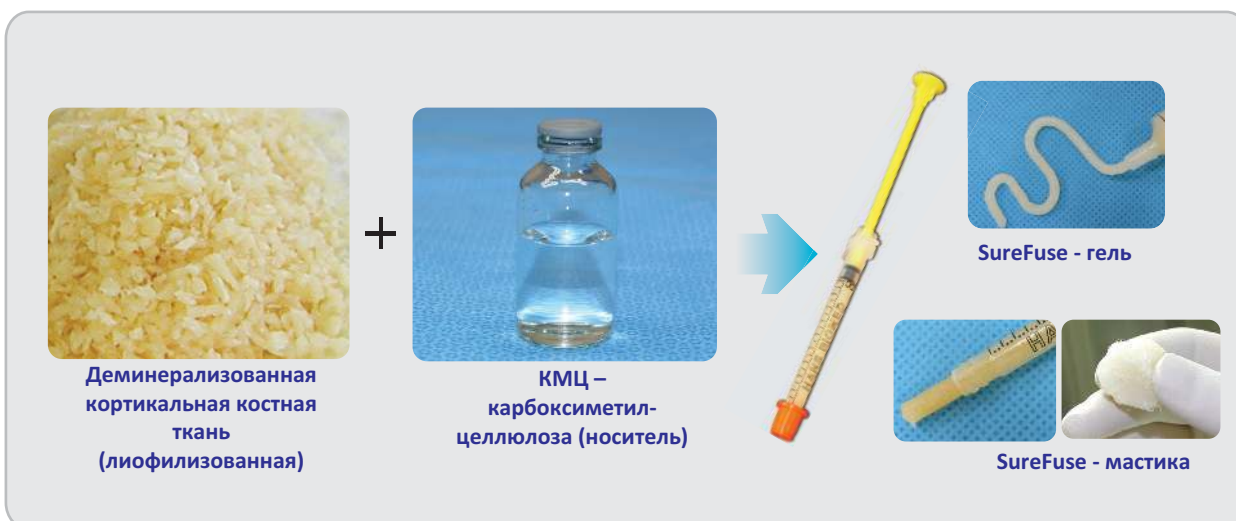 Деминерализованная
кортикальная костная
ткань
(лиофилизованная)
+
КМЦ –
карбоксиметил-
целлюлоза (носитель)
SureFuse - гель
SureFuse - мастика